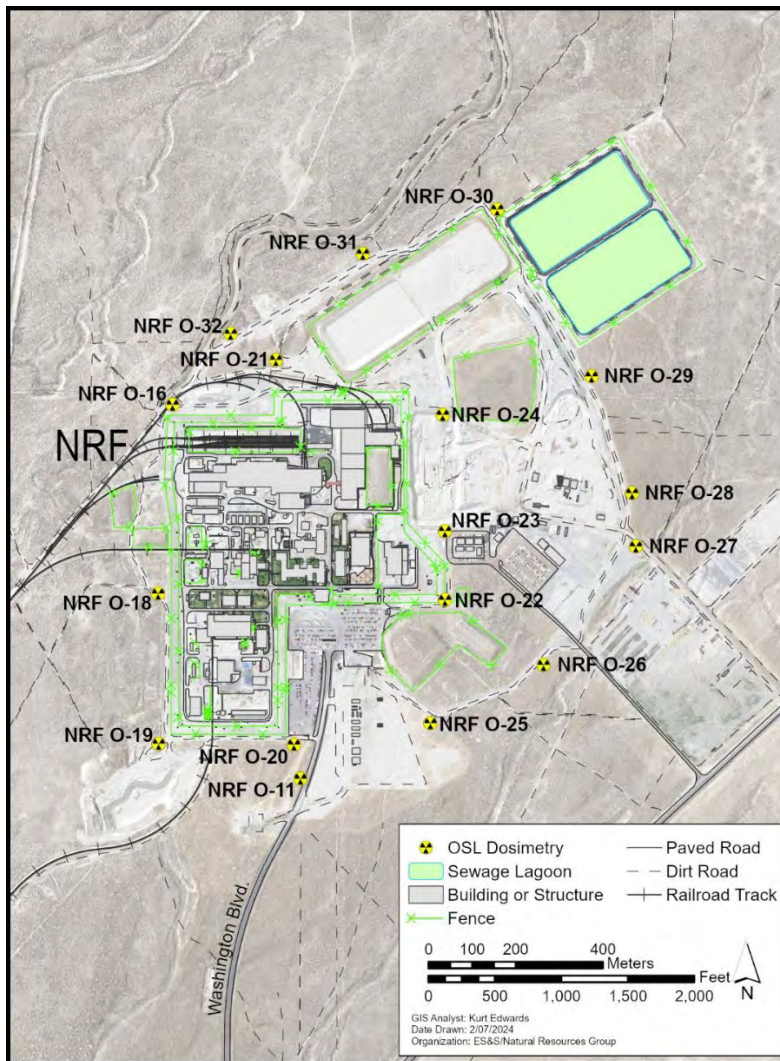 NRF O-30
NRF O-31
NRF O-32
NRF O-21
NRF O-29
NRF O-16
NRF O-24
NRF
NRF O-28
NRF O-23
NRF O-27
NRF O-18
NRF O-22
NRF O-26
NRF O-25
NRF O-19
NRF O-20
NRF O-11
Washington Blvd.
OSL Dosimetry
Sewage Lagoon
Building or Structure
Fence
Paved Road
Dirt Road
Railroad Track
0 100 200 400
Meters
Feet
0 500 1,000 1,500 2,000
N
GIS Analyst: Kurt Edwards
Date Drawn: 2/07/2024
Organization: ES&S/Natural Resources Group